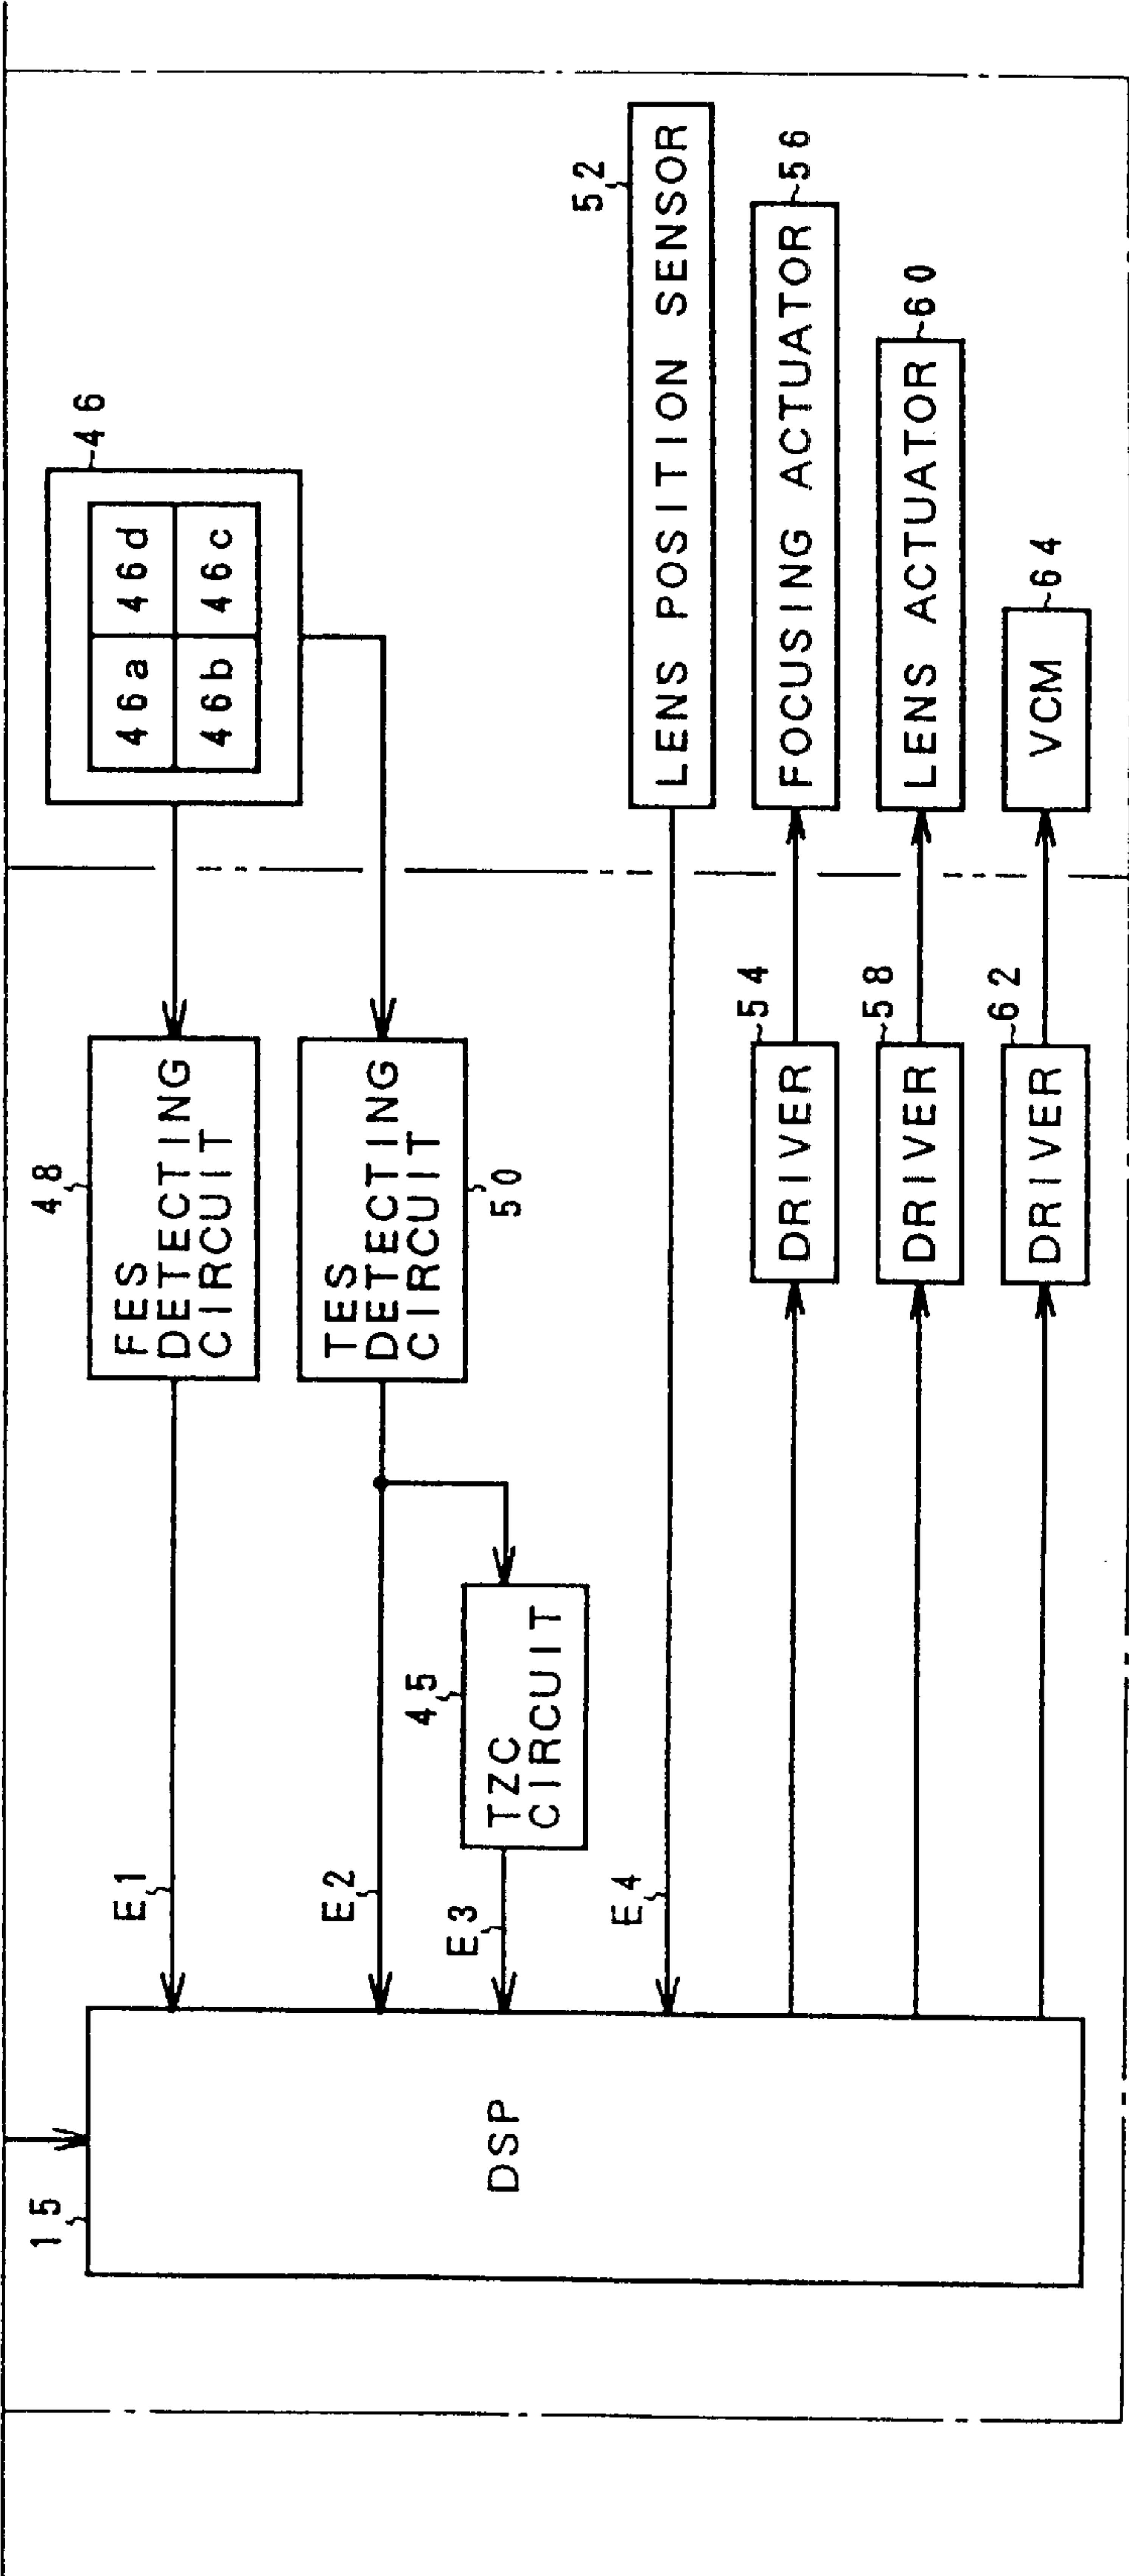 15
DSP
E1
E2
E3
E4
48
FES
DETECTING
CIRCUIT
TES
DETECTING
CIRCUIT
50
45
TZC
CIRCUIT
46
46a
46d
46b
46c
52
LENS POSITION SENSOR
54
DRIVER
FOCUSING ACTUATOR
56
58
DRIVER
LENS ACTUATOR
60
62
DRIVER
VCM
64